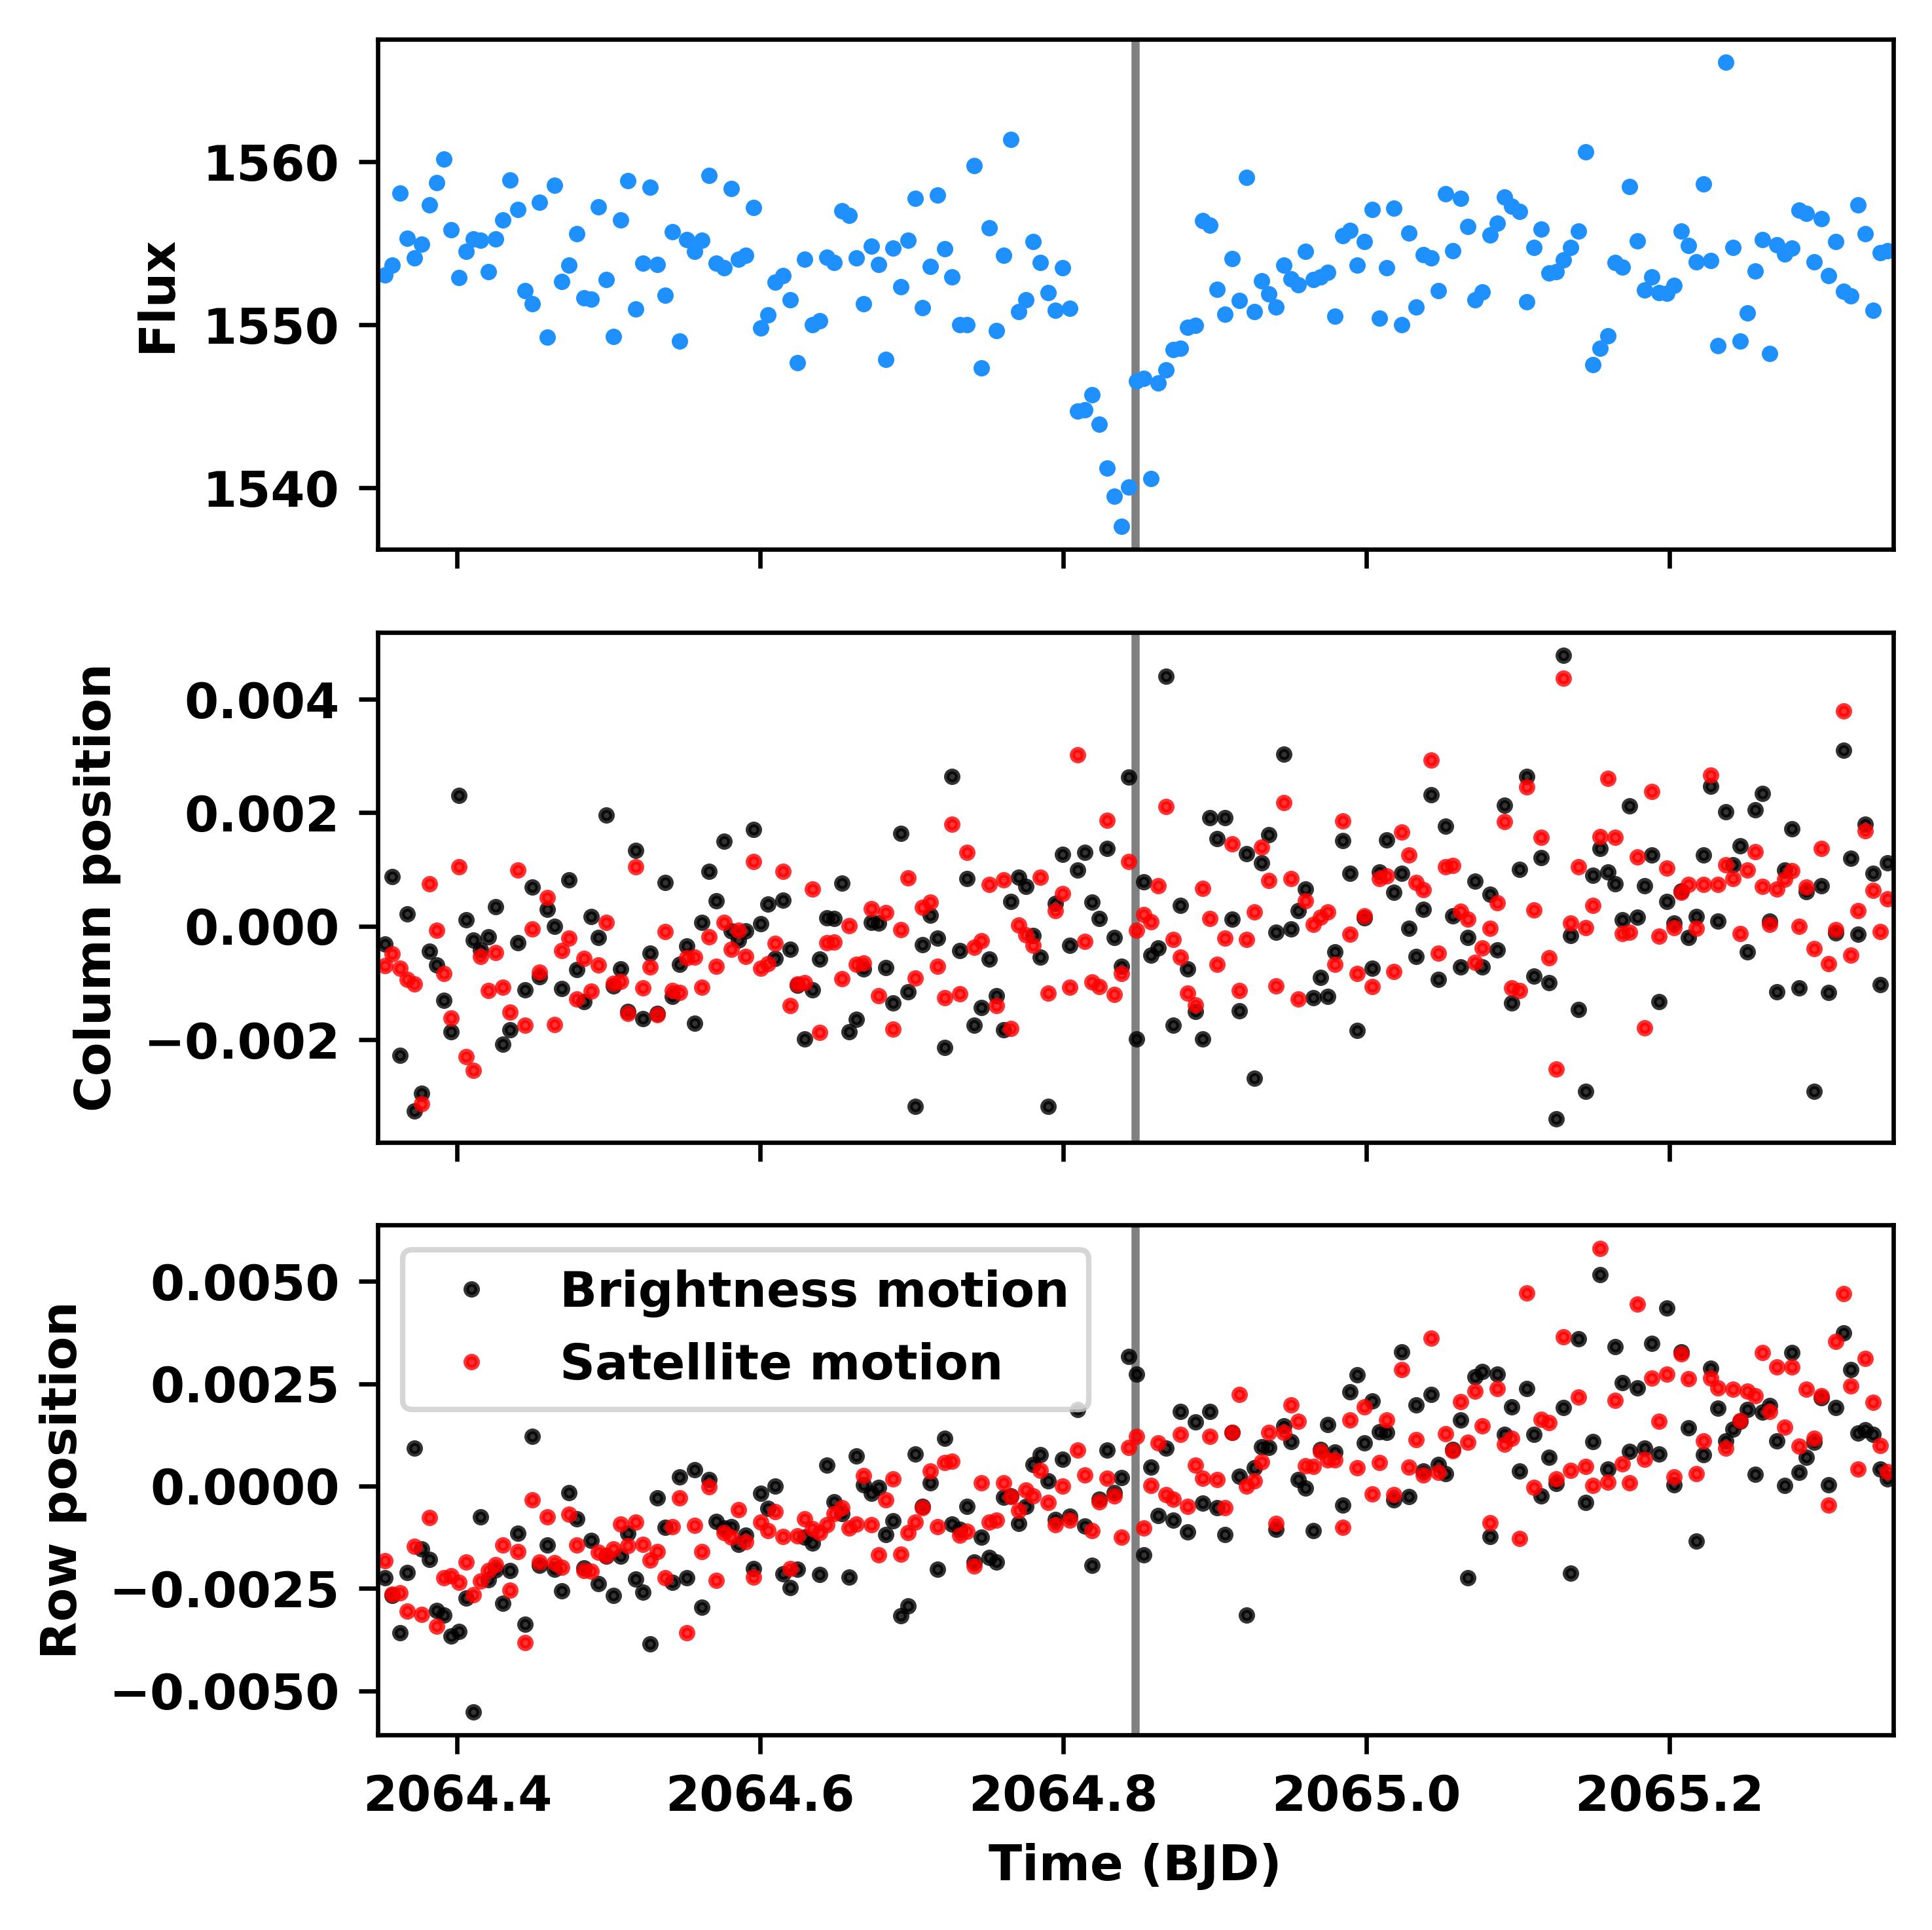 Flux
1560
1550
1540
Column position
0.004
0.002
0.000
−0.002
Row position
0.0050
0.0025
0.0000
−0.0025
−0.0050
Brightness motion
Satellite motion
2064.4 2064.6 2064.8 2065.0 2065.2
Time (BJD)